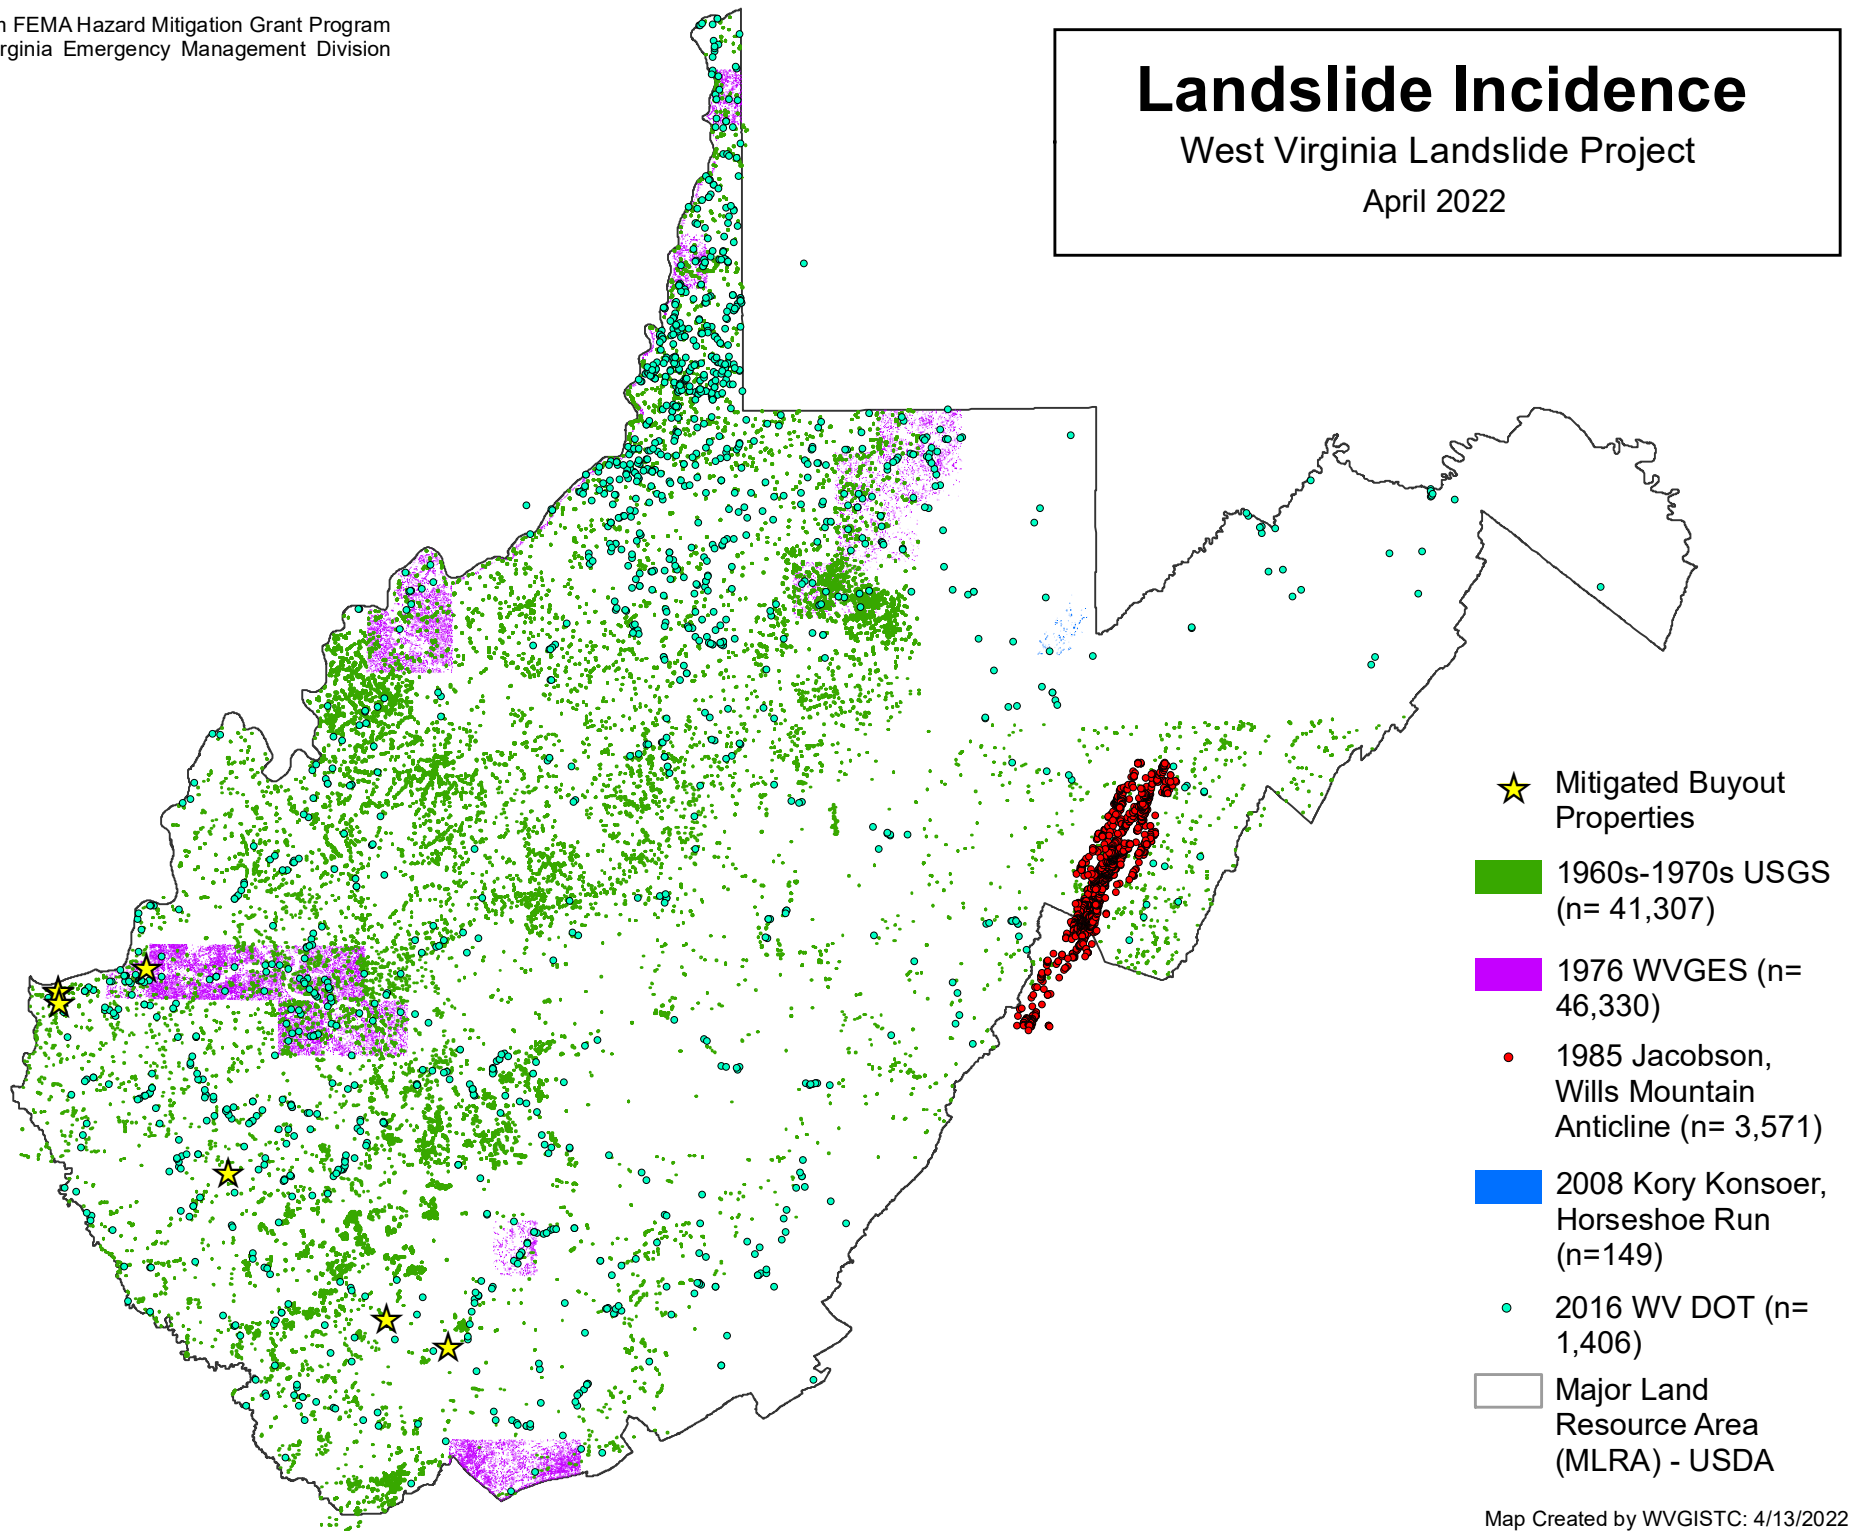 FEMA Hazard Mitigation Grant Program
Emergency Management Division
Landslide Incidence
West Virginia Landslide Project
April 2022
Mitigated Buyout
Properties
1960s-1970s USGS
(n= 41,307)
1976 WVGES (n=
46,330)
1985 Jacobson,
Wills Mountain
Anticline (n= 3,571)
2008 Kory Konsoer,
Horseshoe Run
(n=149)
2016 WV DOT (n=
1,406)
Major Land
Resource Area
(MLRA) - USDA
Map Created by WVGISTC: 4/13/2022